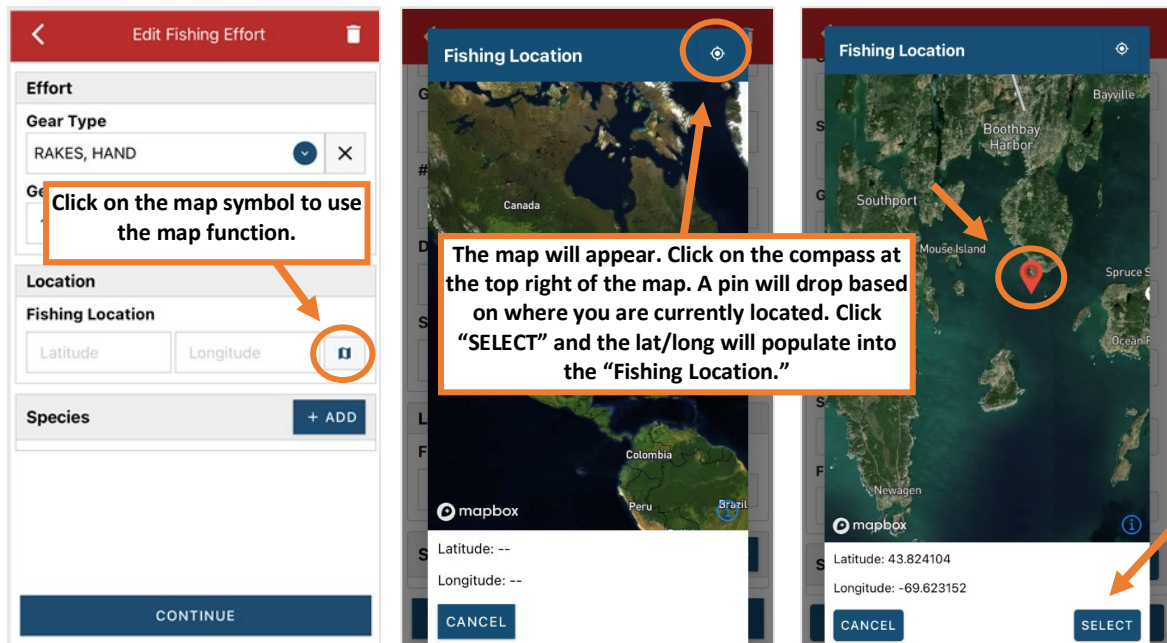 Edit Fishing Effort
Effort
Gear Type
RAKES, HAND
Ge
Click on the map symbol to use
the map function.
Location
Fishing Location
Latitude Longitude
Species + ADD
CONTINUE
Fishing Location
Canada
The map will appear. Click on the compass at
the top right of the map. A pin will drop based
on where you are currently located. Click
“SELECT” and the lat/long will populate into
the “Fishing Location.”
Colombia
Peru
Brazil
mapbox
Latitude: --
Longitude: --
CANCEL
Fishing Location
Bayville
Boothbay
Harbor
Southport
Mouse Island
Spruce S
Ocean P
Newagen
mapbox
Latitude: 43.824104
Longitude: -69.623152
CANCEL SELECT